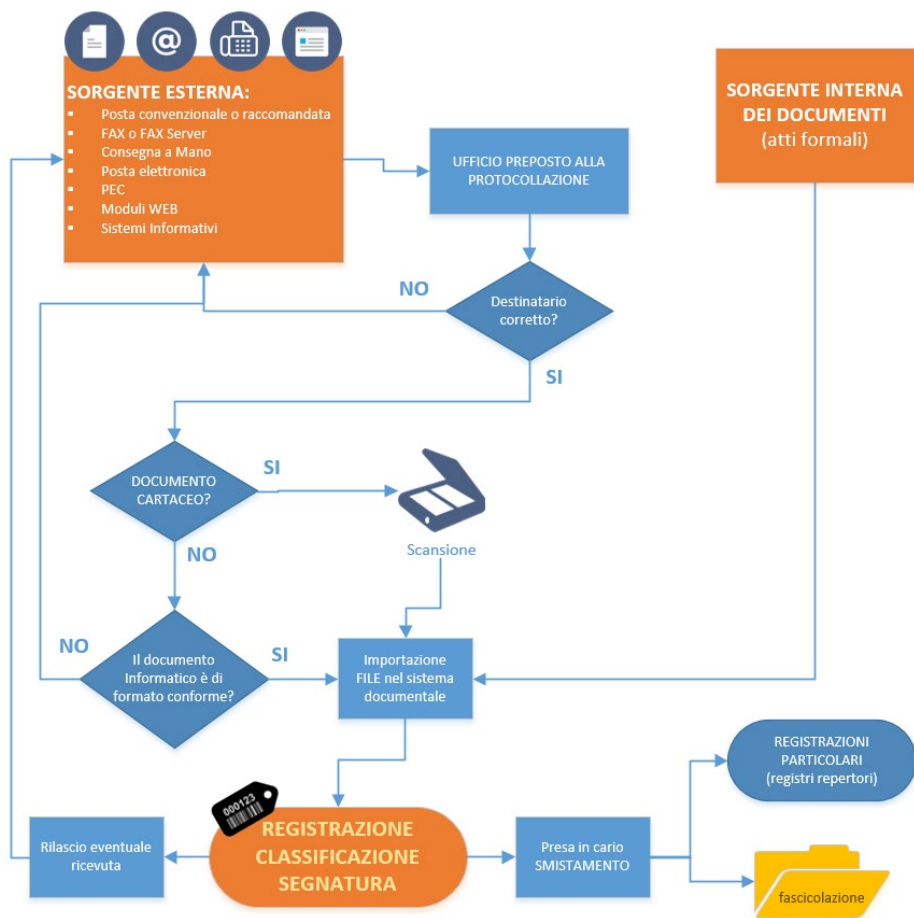 @
SORGENTE ESTERNA:
▪ Posta convenzionale o raccomandata
▪ FAX o FAX Server
▪ Consegna a Mano
▪ Posta elettronica
▪ PEC
▪ Moduli WEB
▪ Sistemi Informativi
UFFICIO PREPOSTO ALLA
PROTOCOLLAZIONE
SORGENTE INTERNA
DEI DOCUMENTI
(atti formali)
NO
Destinatario
corretto?
SI
DOCUMENTO
CARTACEO?
SI
Scansione
NO
NO
Il documento
Informatico è di
formato conforme?
SI
Importazione
FILE nel sistema
documentale
000123
REGISTRAZIONE
CLASSIFICAZIONE
SEGNATURA
Rilascio eventuale
ricevuta
Presa in cario
SMISTAMENTO
REGISTRAZIONI
PARTICOLARI
(registri repertori)
fascicolazione